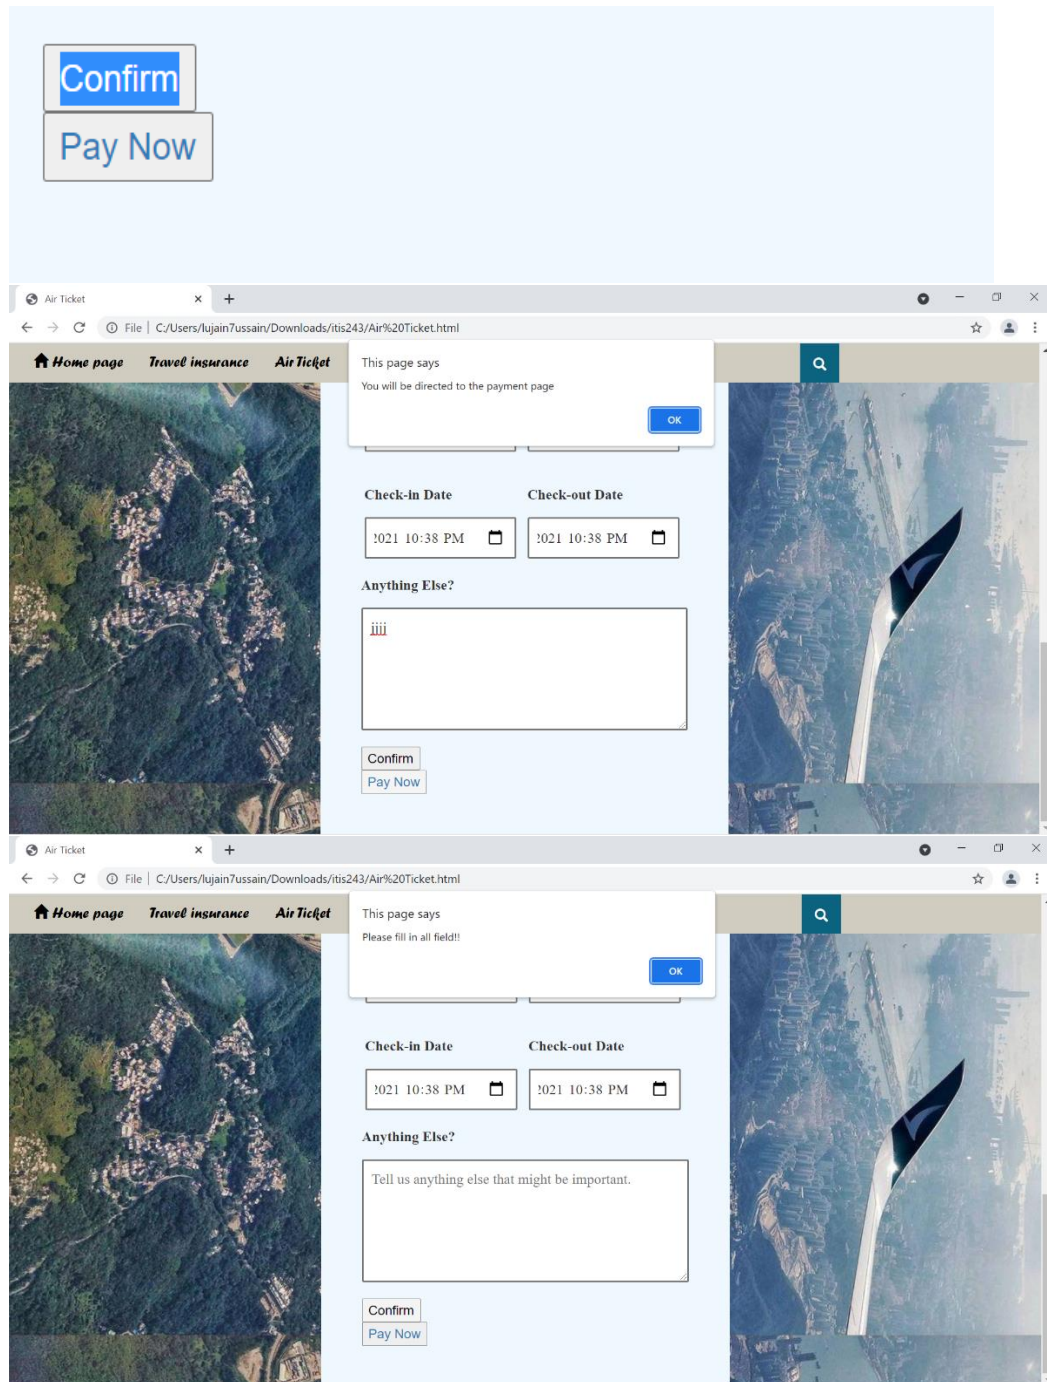 Confirm
Pay Now
Air Ticket
File | C:/Users/lujain7ussain/Downloads/itis243/Air%20Ticket.html
Home page Travel insurance Air Ticket
This page says
You will be directed to the payment page
OK
Check-in Date Check-out Date
2021 10:38 PM 2021 10:38 PM
Anything Else?
jjjj
Confirm
Pay Now
Air Ticket
File | C:/Users/lujain7ussain/Downloads/itis243/Air%20Ticket.html
Home page Travel insurance Air Ticket
This page says
Please fill in all field!!
OK
Check-in Date Check-out Date
2021 10:38 PM 2021 10:38 PM
Anything Else?
Tell us anything else that might be important.
Confirm
Pay Now